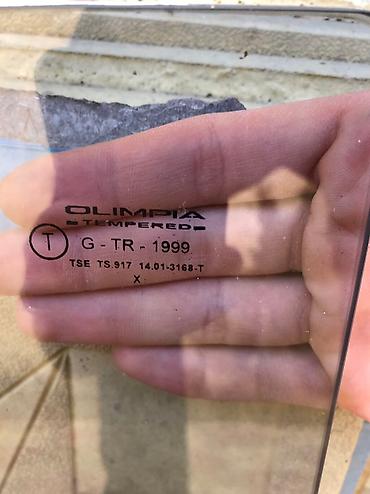 OLIMPIA
TEMPERED
T G - TR - 1999
TSE TS.917 14.01-3168-T
X